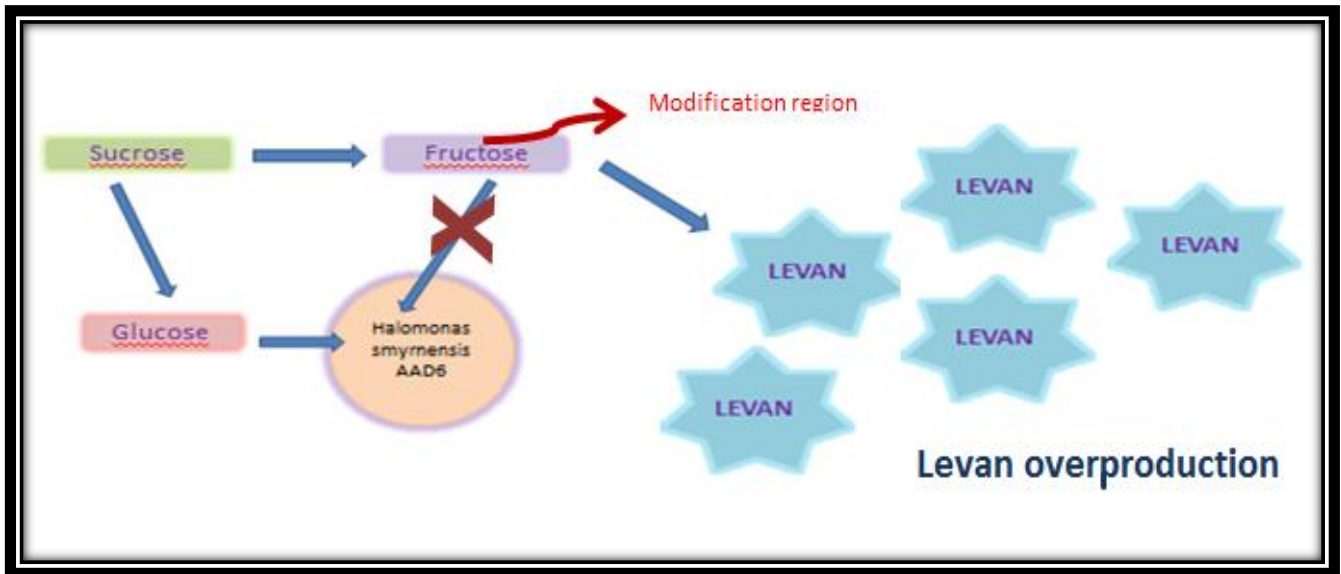 Modification region
Sucrose
Fructose
Glucose
Halomonas
smyrnensis
AAD6
LEVAN
LEVAN
LEVAN
LEVAN
LEVAN
Levan overproduction